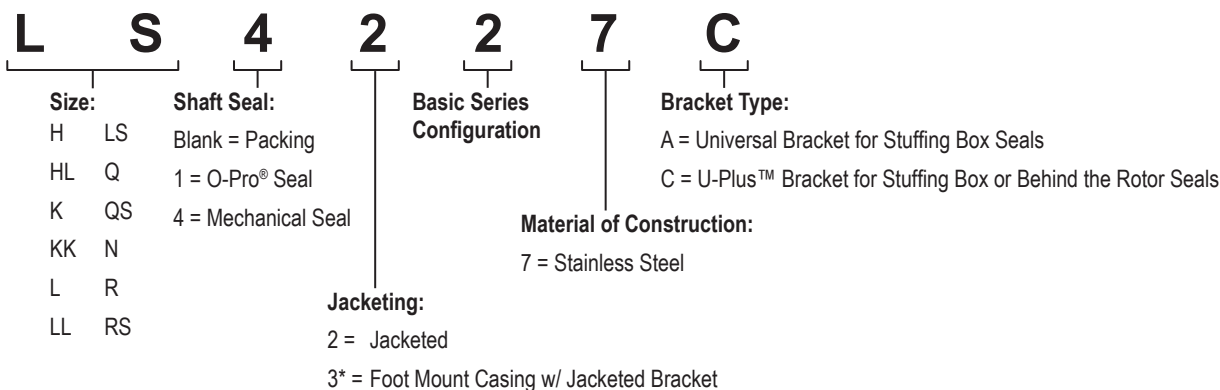 L S 4 2 2 7 C
Size:
H LS
HL Q
K QS
KK N
L R
LL RS
Shaft Seal:
Blank = Packing
1 = O-Pro® Seal
4 = Mechanical Seal
Jacketing:
2 = Jacketed
3* = Foot Mount Casing w/ Jacketed Bracket
Basic Series
Configuration
Material of Construction:
7 = Stainless Steel
Bracket Type:
A = Universal Bracket for Stuffing Box Seals
C = U-Plus™ Bracket for Stuffing Box or Behind the Rotor Seals